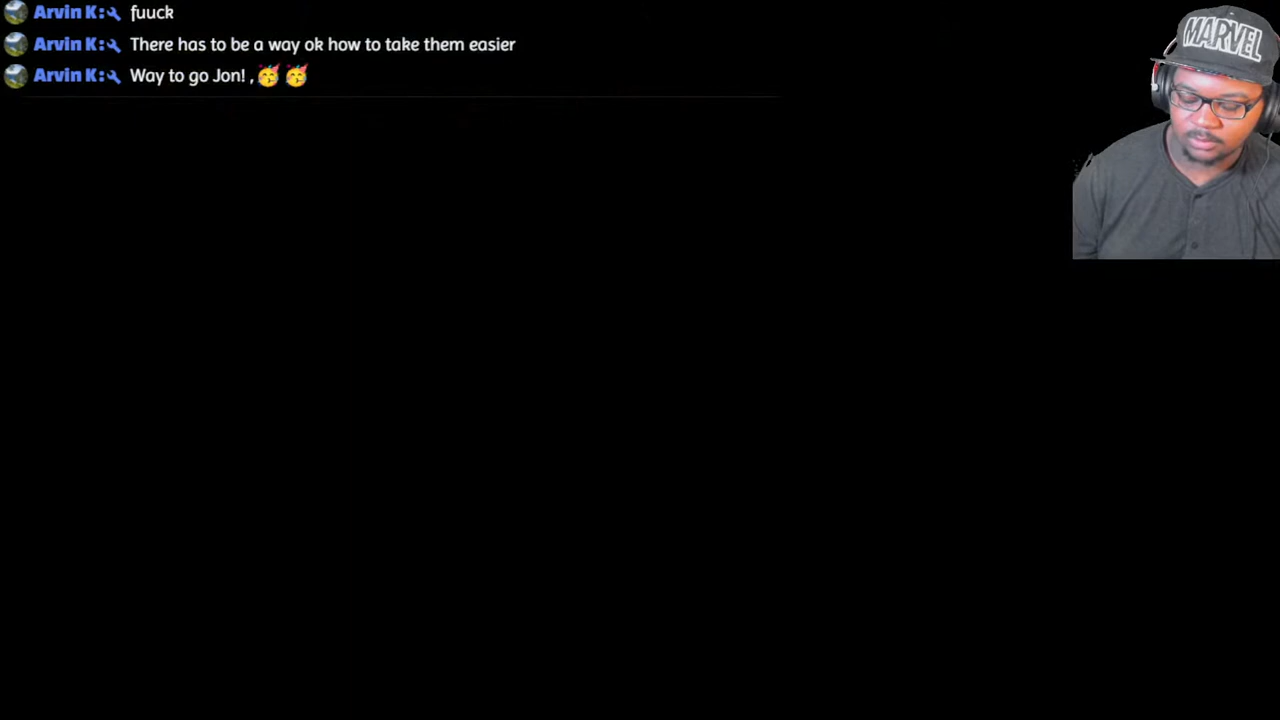 Arvin K: fuuck
Arvin K: There has to be a way ok how to take them easier
Arvin K: Way to go Jon! , 🥳 🥳
MARVEL